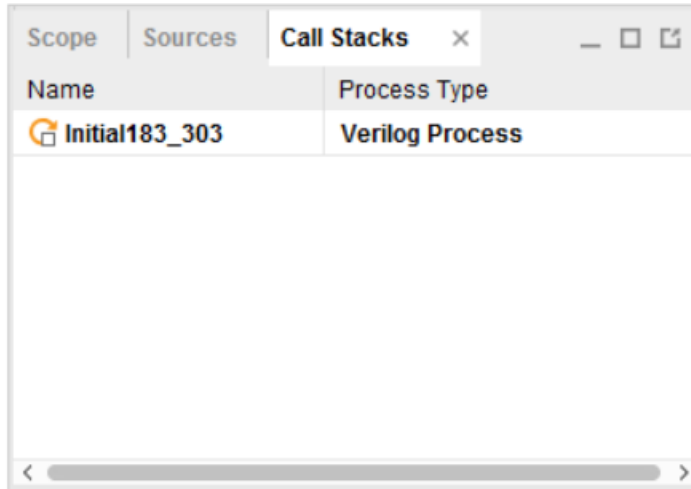 Scope Sources Call Stacks
Name Process Type
Initial183_303 Verilog Process